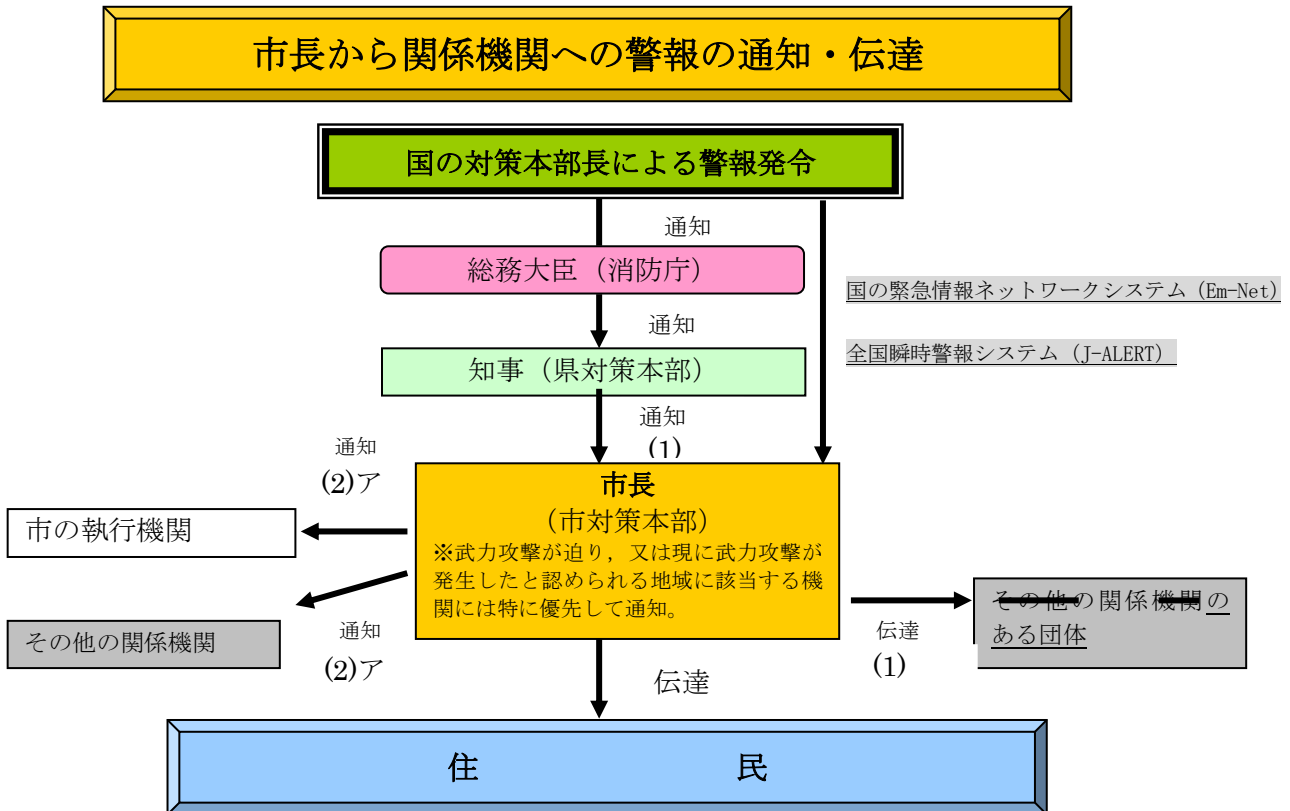 市長から関係機関への警報の通知・伝達
国の対策本部長による警報発令
通知
総務大臣（消防庁）
国の緊急情報ネットワークシステム（Em-Net）
通知
全国瞬時警報システム（J-ALERT）
知事（県対策本部）
通知
(1)
通知
(2)ア
市長
（市対策本部）
※武力攻撃が迫り，又は現に武力攻撃が
発生したと認められる地域に該当する機
関には特に優先して通知。
市の執行機関
その他の関係機関
通知
(2)ア
伝達
(1)
その他の関係機関の
ある団体
伝達
住　民